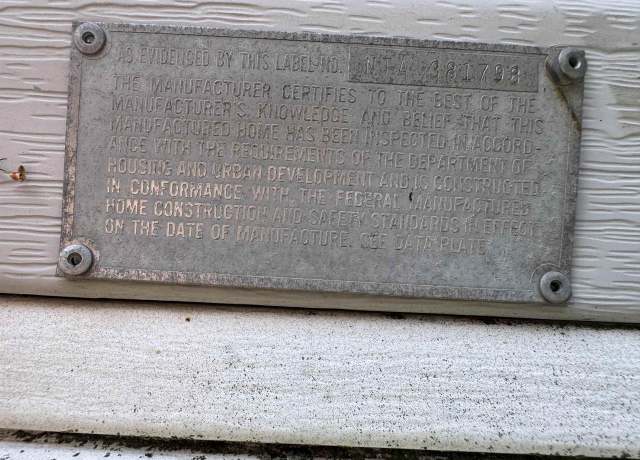 AS EVIDENCED BY THIS LABEL NO. NTA 381798
THE MANUFACTURER CERTIFIES TO THE BEST OF THE
MANUFACTURER'S KNOWLEDGE AND BELIEF THAT THIS
MANUFACTURED HOME HAS BEEN INSPECTED IN ACCORD-
ANCE WITH THE REQUIREMENTS OF THE DEPARTMENT OF
HOUSING AND URBAN DEVELOPMENT AND IS CONSTRUCTED
IN CONFORMANCE WITH THE FEDERAL MANUFACTURED
HOME CONSTRUCTION AND SAFETY STANDARDS IN EFFECT
ON THE DATE OF MANUFACTURE. SEE DATA PLATE